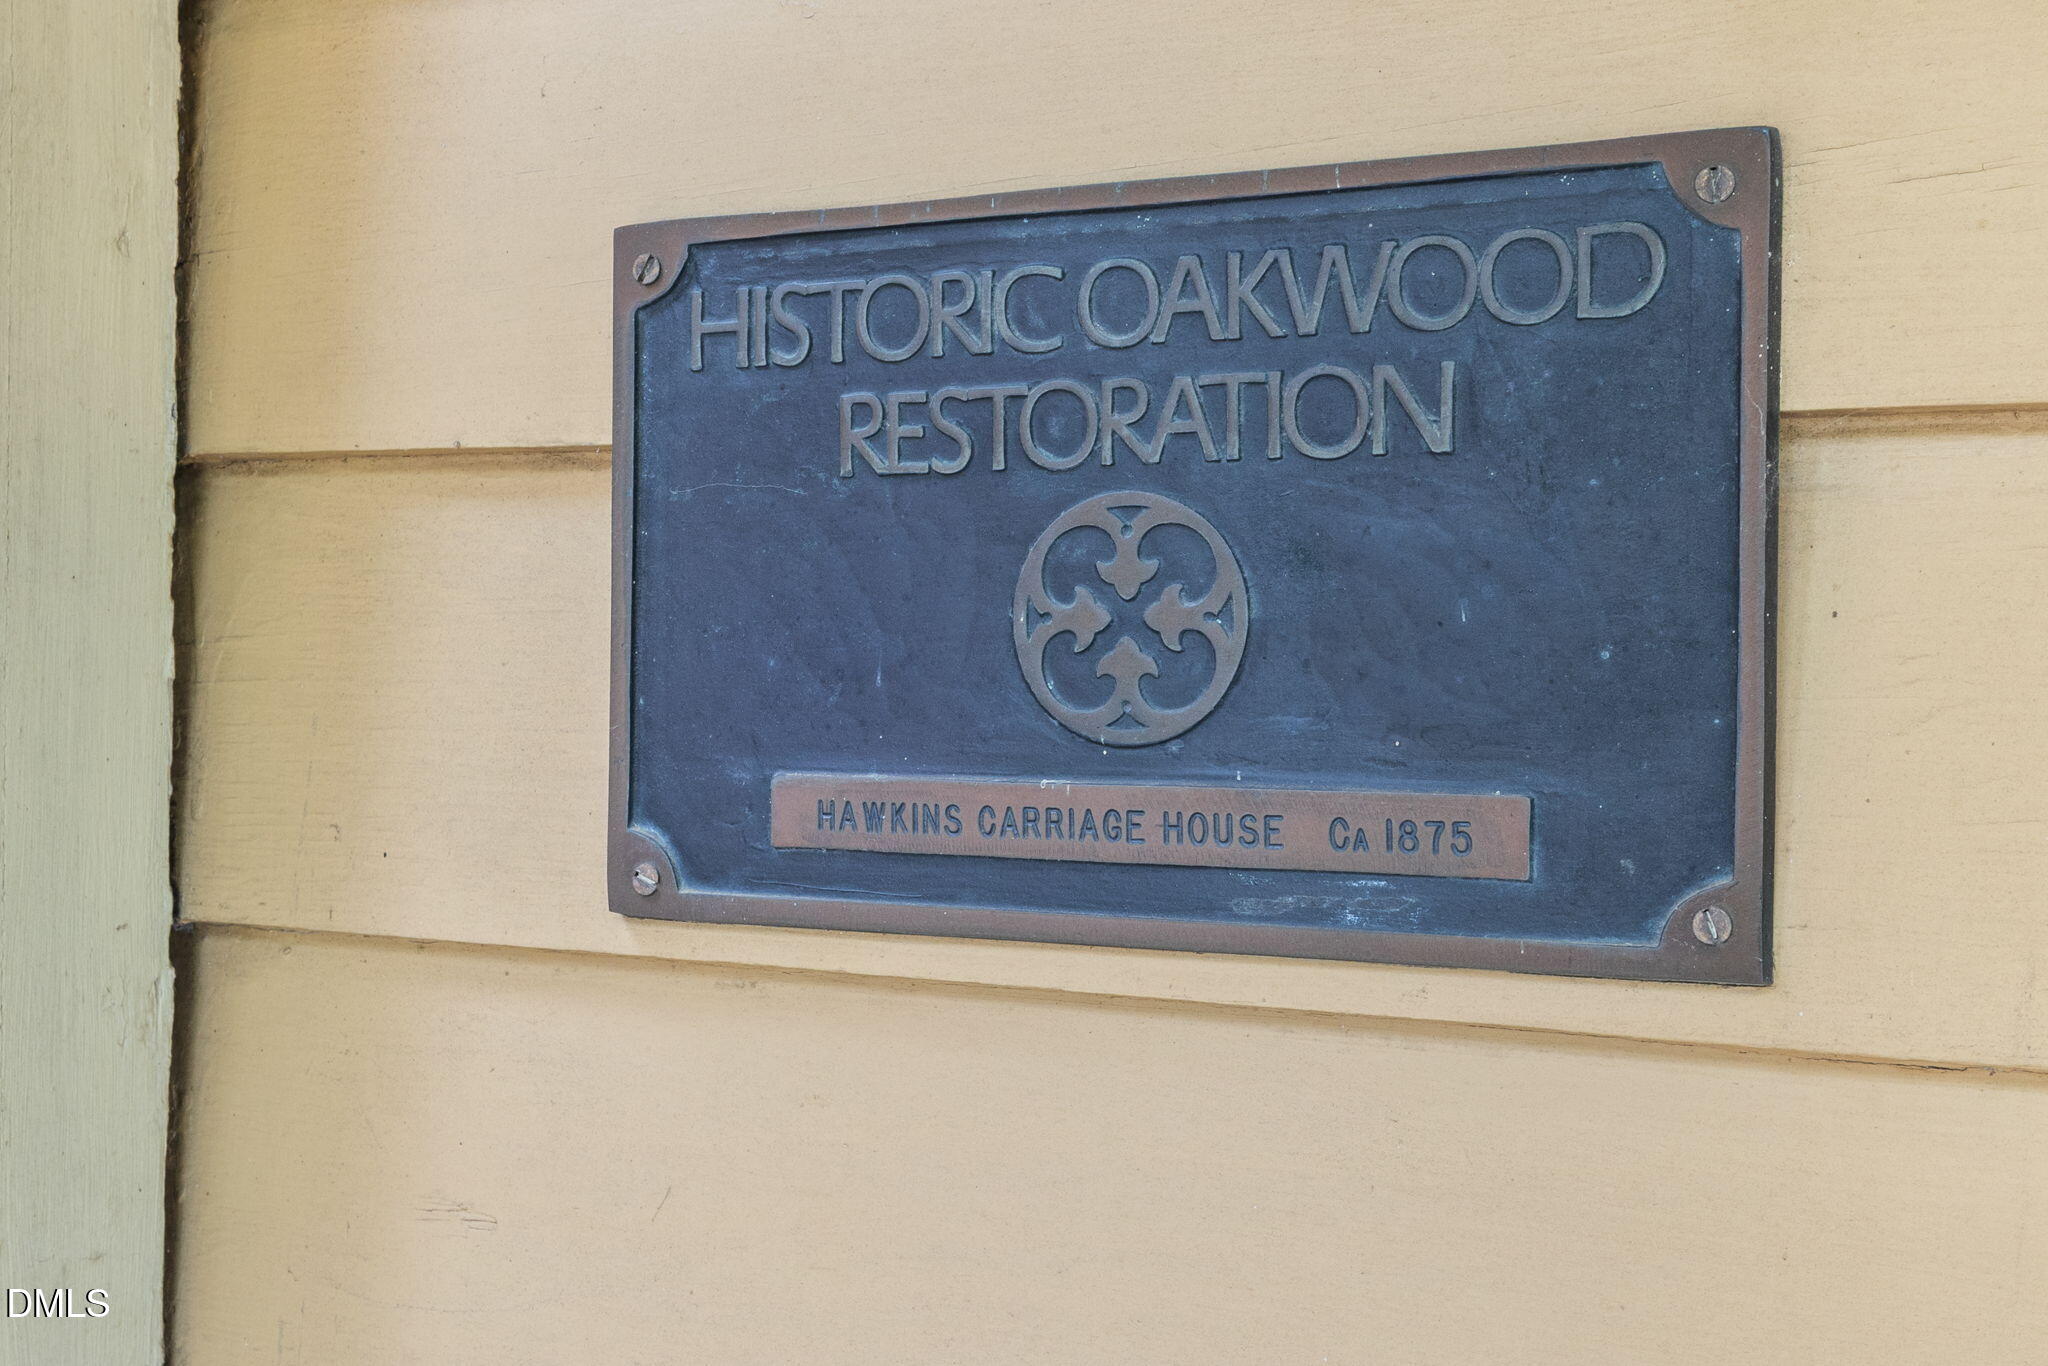 HISTORIC OAKWOOD
RESTORATION
HAWKINS CARRIAGE HOUSE CA 1875
DMLS